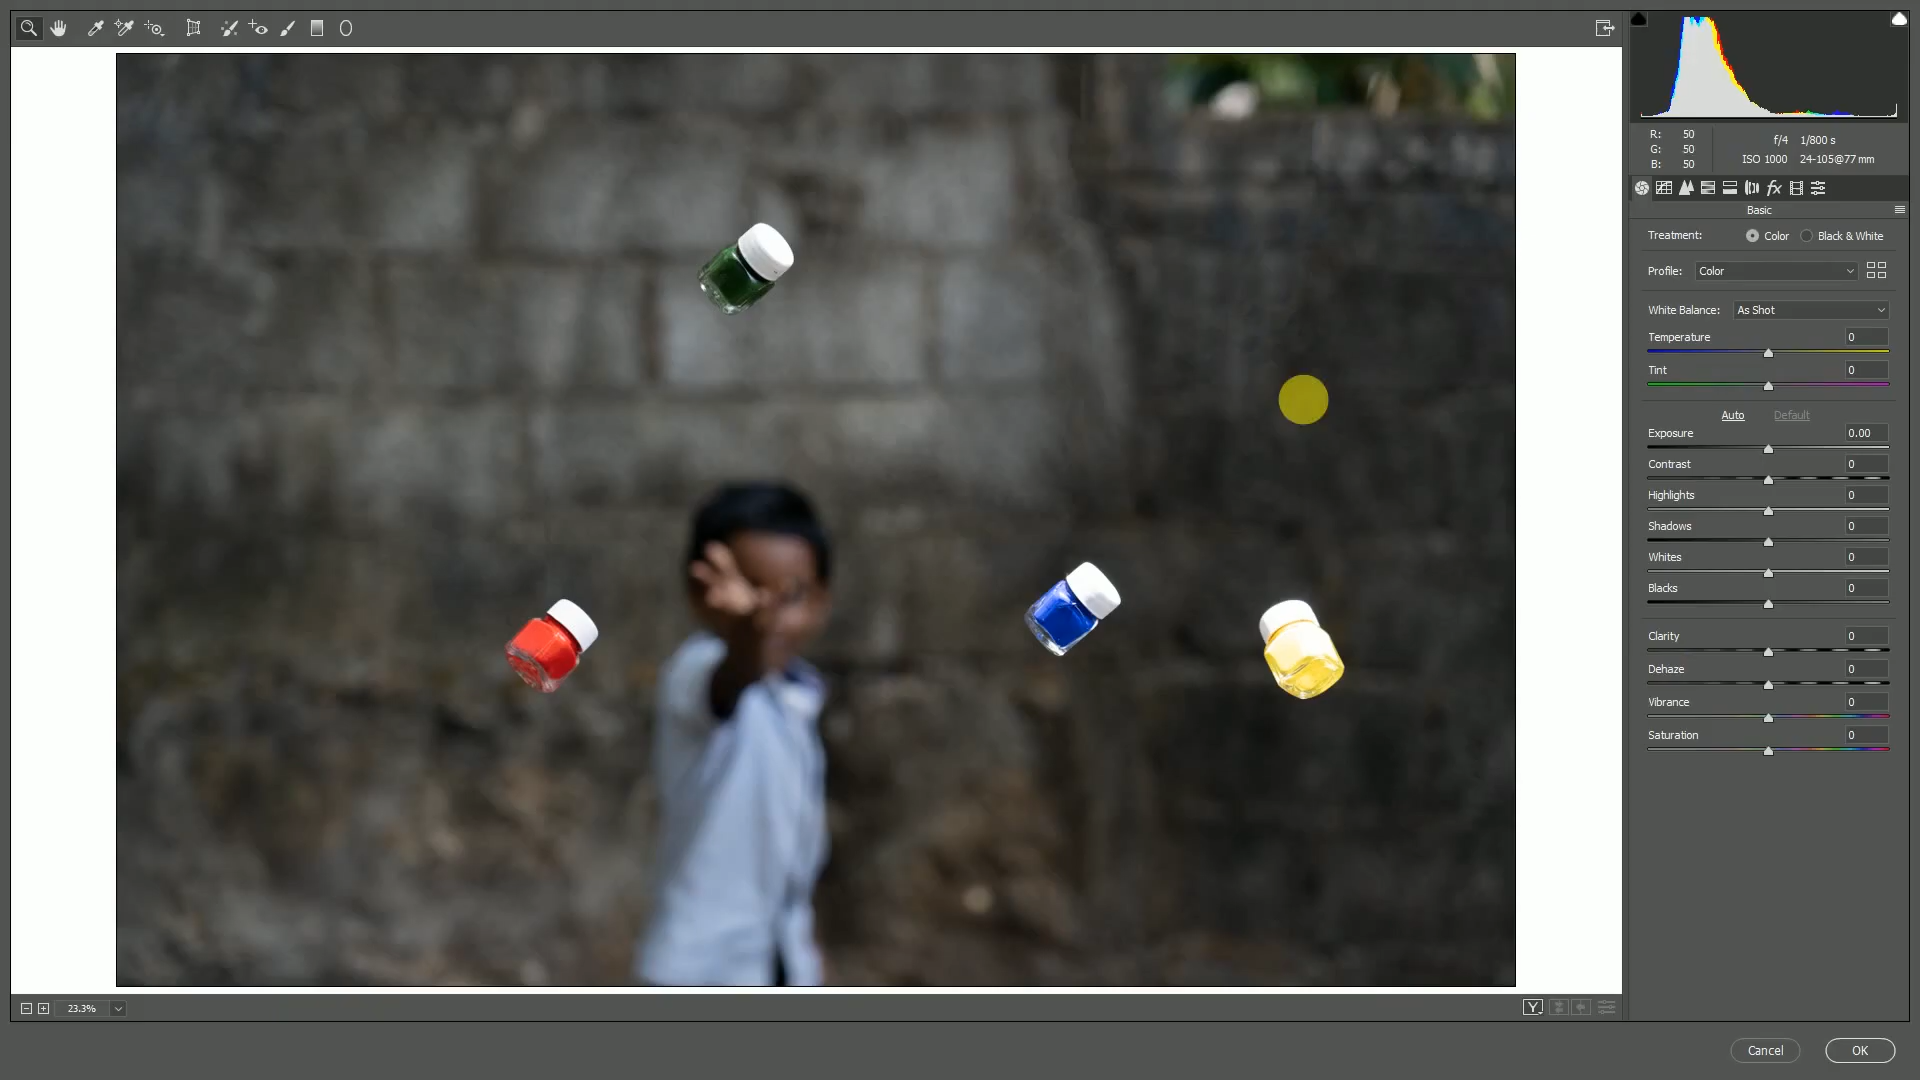 R: 50
G: 50
B: 50
f/4 1/800 s
ISO 1000 24-105@77 mm
fx
Basic
Treatment: Color Black & White
Profile: Color
White Balance: As Shot
Temperature 0
Tint 0
Auto Default
Exposure 0.00
Contrast 0
Highlights 0
Shadows 0
Whites 0
Blacks 0
Clarity 0
Dehaze 0
Vibrance 0
Saturation 0
23.3%
Y
Cancel OK